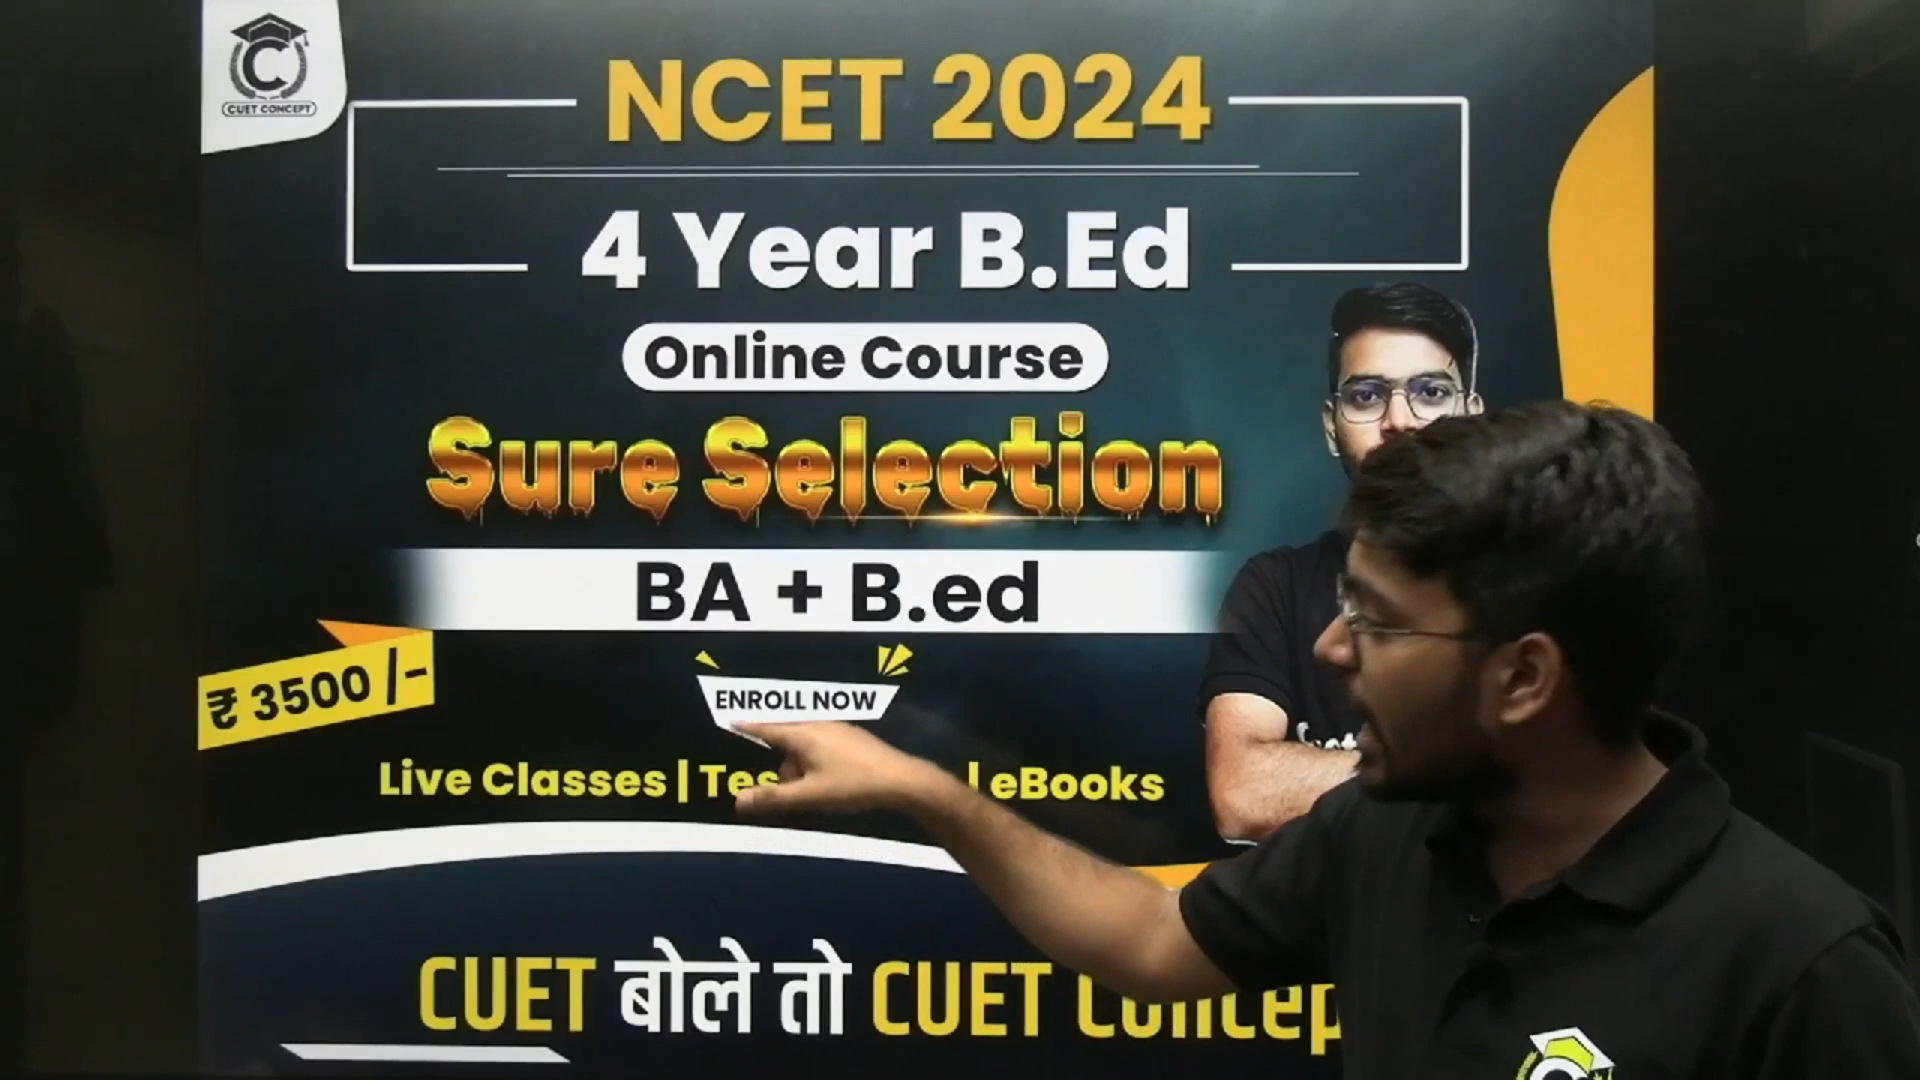 CUET CONCEPT
NCET 2024
4 Year B.Ed
Online Course
Sure Selection
BA + B.ed
₹ 3500 /-
ENROLL NOW
Live Classes | | eBooks
CUET बोले तो CUET